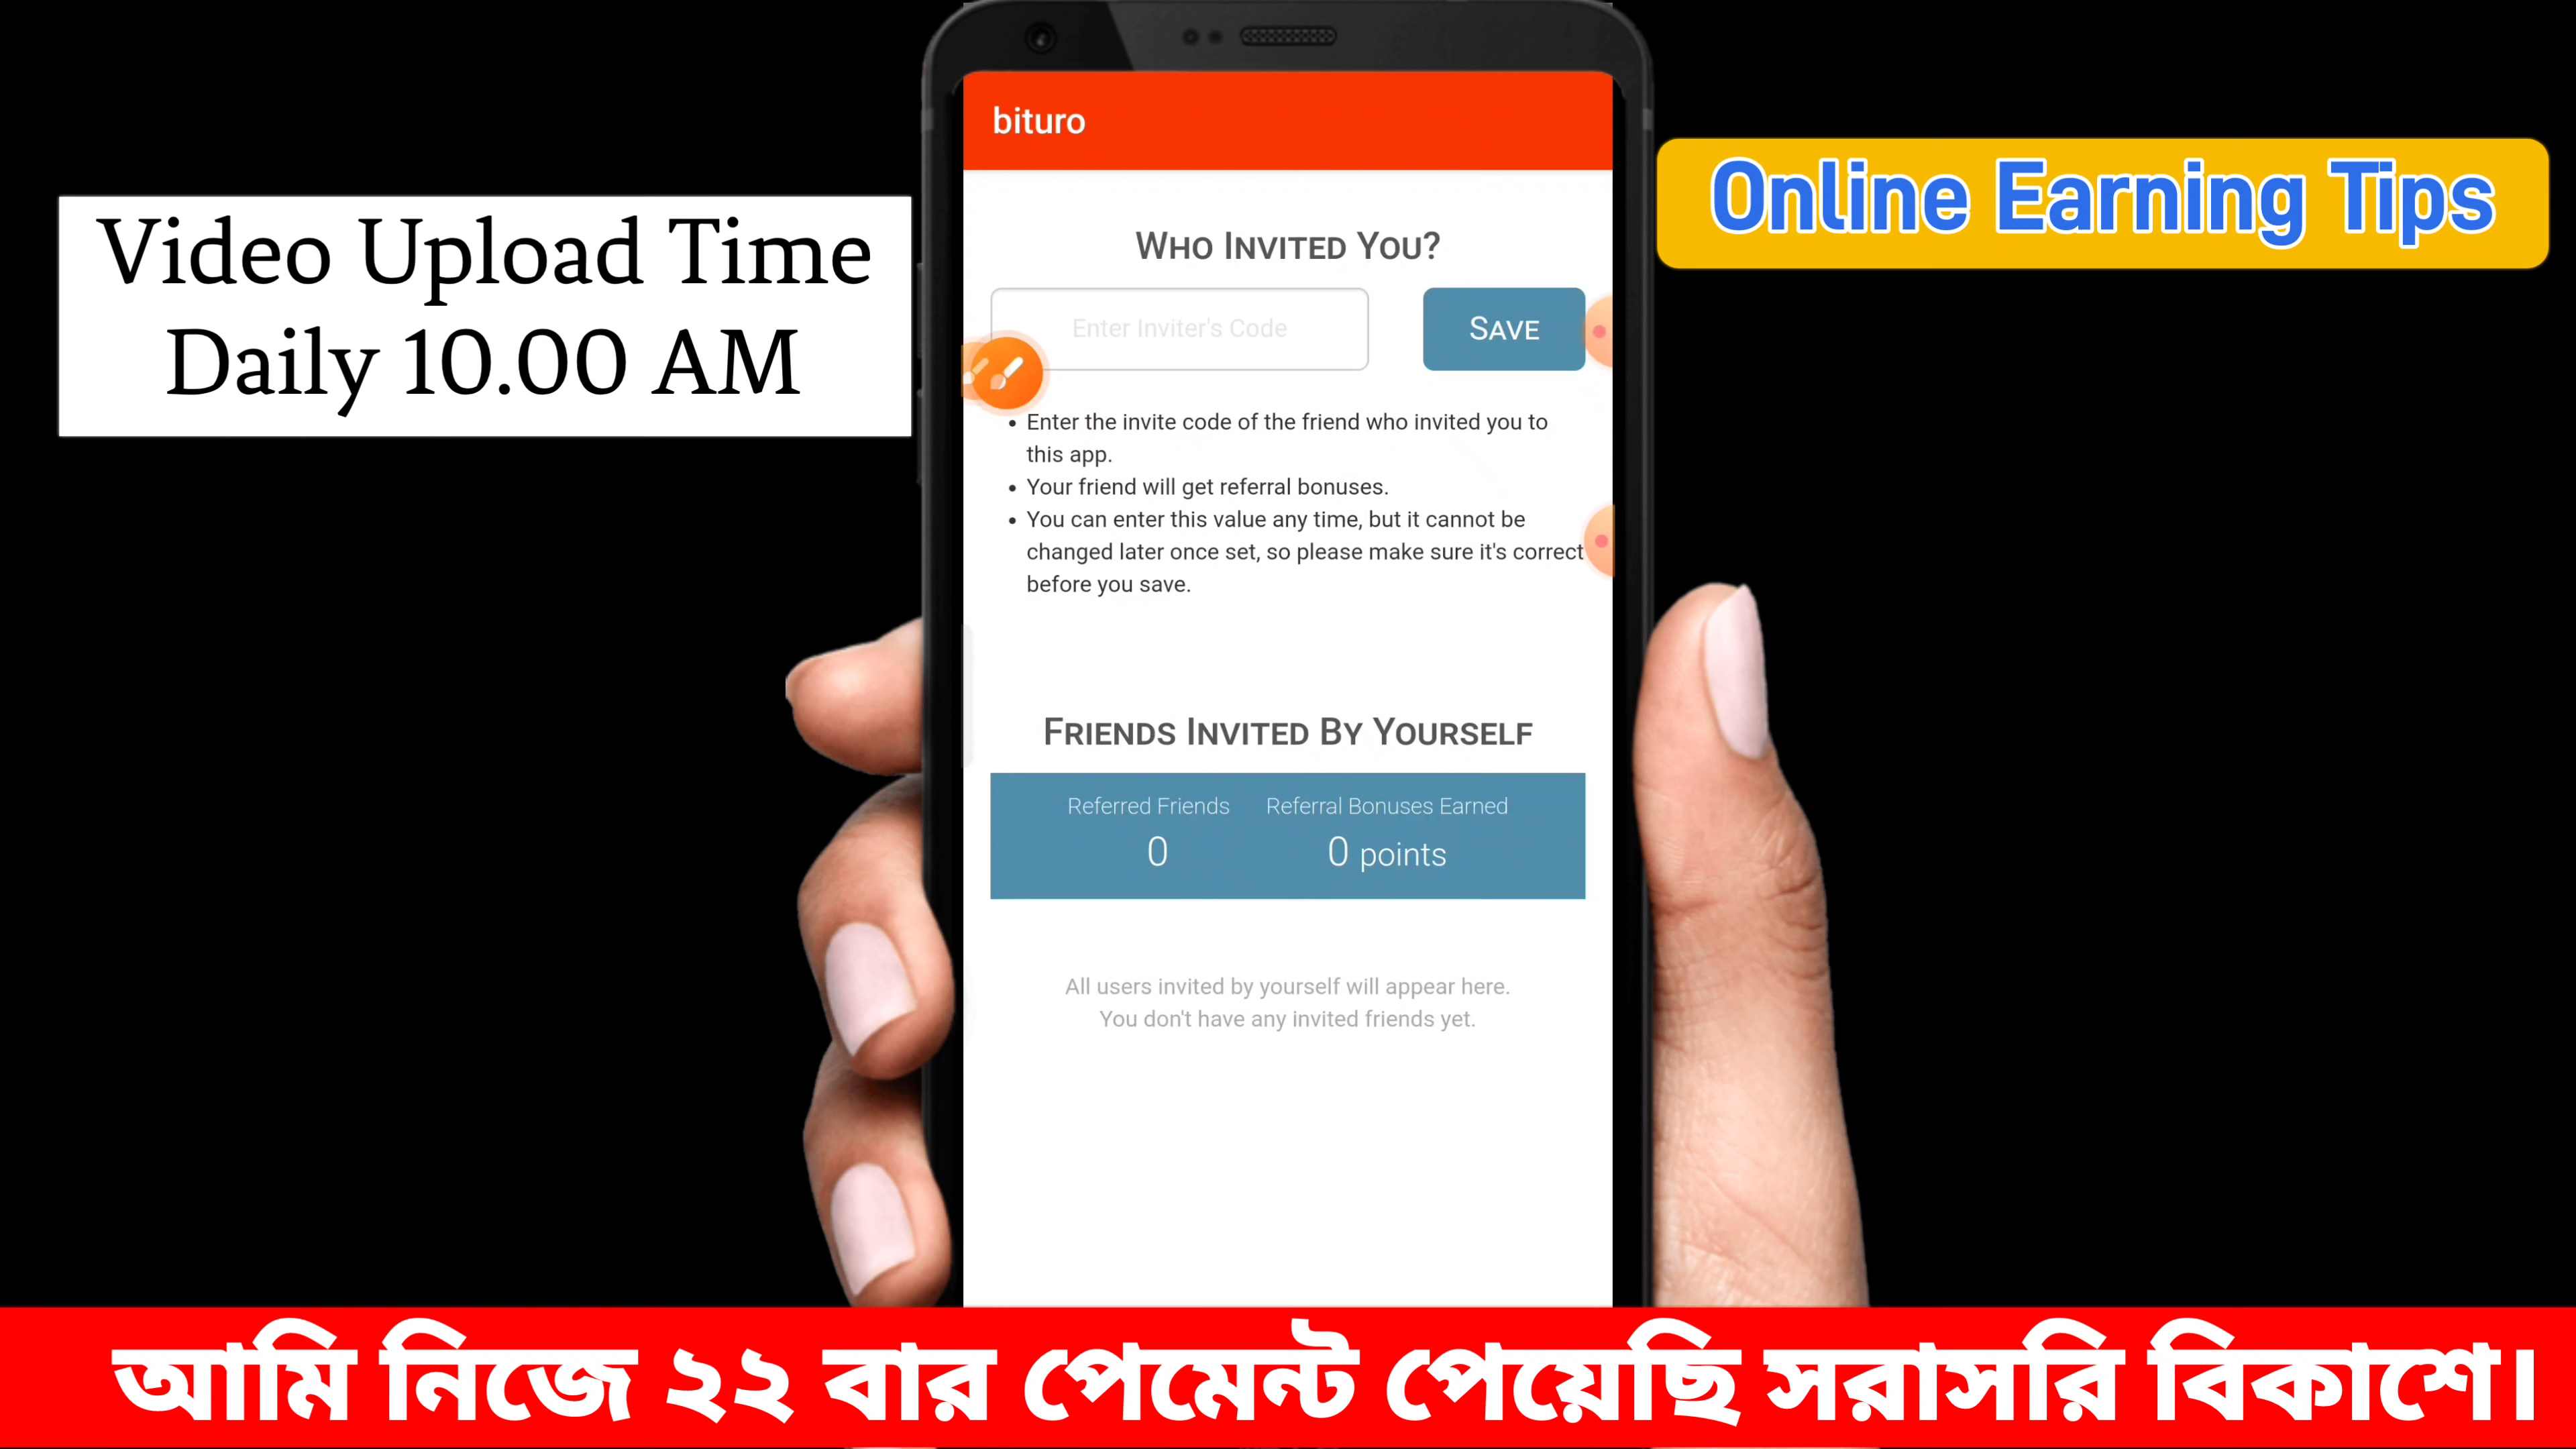 bituro
Video Upload Time
Daily 10.00 AM
Online Earning Tips
WHO INVITED YOU?
Enter Inviter's Code
SAVE
• Enter the invite code of the friend who invited you to
this app.
• Your friend will get referral bonuses.
• You can enter this value any time, but it cannot be
changed later once set, so please make sure it's correct
before you save.
FRIENDS INVITED BY YOURSELF
Referred Friends Referral Bonuses Earned
0 0 points
All users invited by yourself will appear here.
You don't have any invited friends yet.
আমি নিজে ২২ বার পেমেন্ট পেয়েছি সরাসরি বিকাশে।